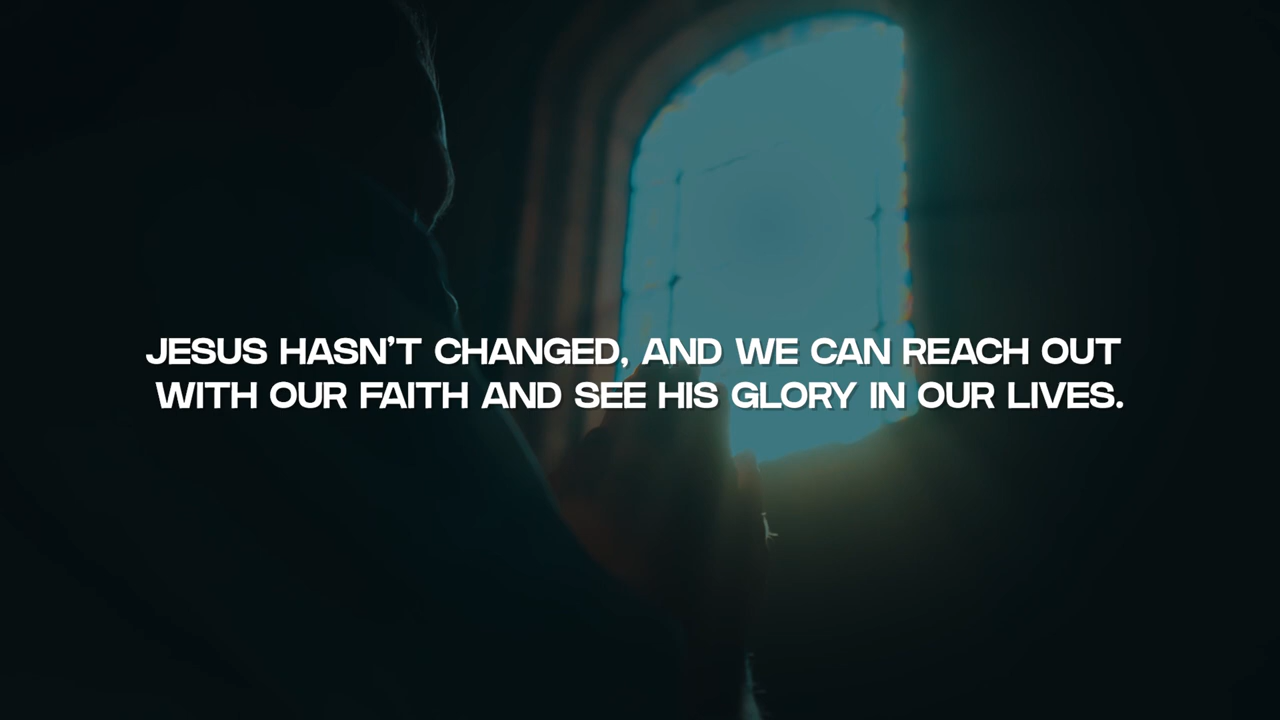 JESUS HASN’T CHANGED, AND WE CAN REACH OUT
WITH OUR FAITH AND SEE HIS GLORY IN OUR LIVES.